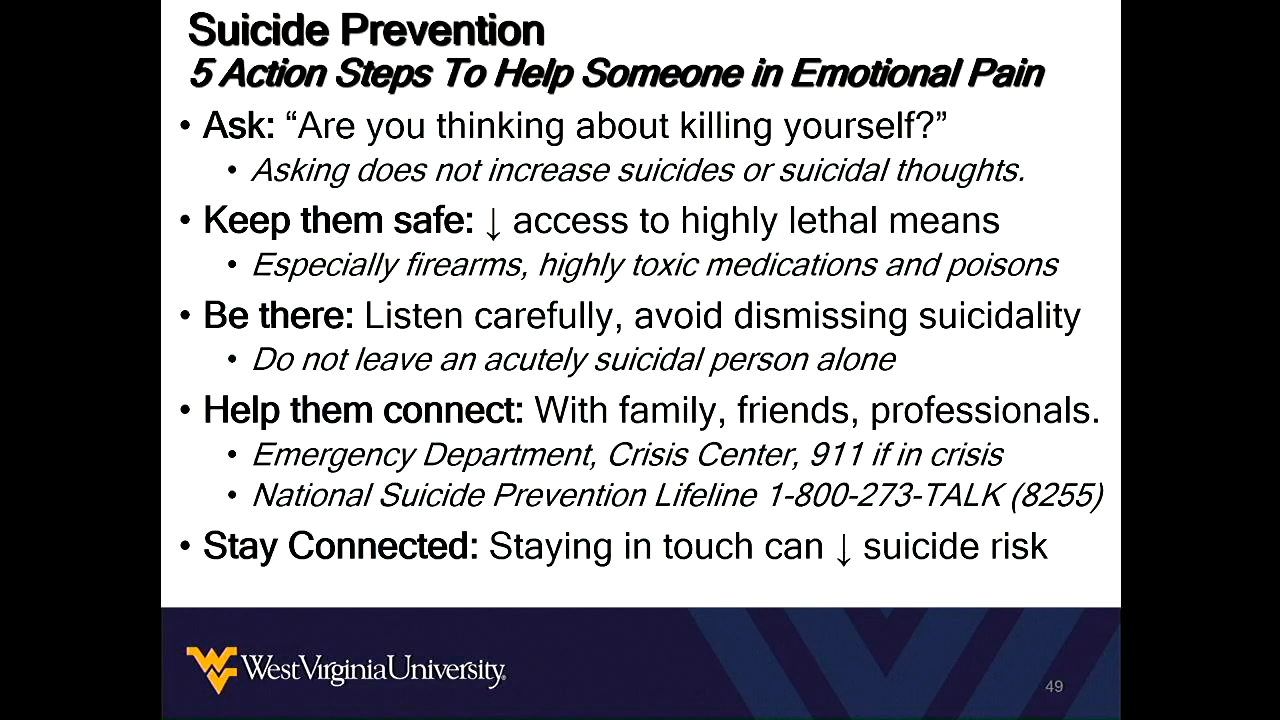 Suicide Prevention
5 Action Steps To Help Someone in Emotional Pain
• Ask: “Are you thinking about killing yourself?”
• Asking does not increase suicides or suicidal thoughts.
• Keep them safe: ↓ access to highly lethal means
• Especially firearms, highly toxic medications and poisons
• Be there: Listen carefully, avoid dismissing suicidality
• Do not leave an acutely suicidal person alone
• Help them connect: With family, friends, professionals.
• Emergency Department, Crisis Center, 911 if in crisis
• National Suicide Prevention Lifeline 1-800-273-TALK (8255)
• Stay Connected: Staying in touch can ↓ suicide risk
WV WestVirginiaUniversity®
49